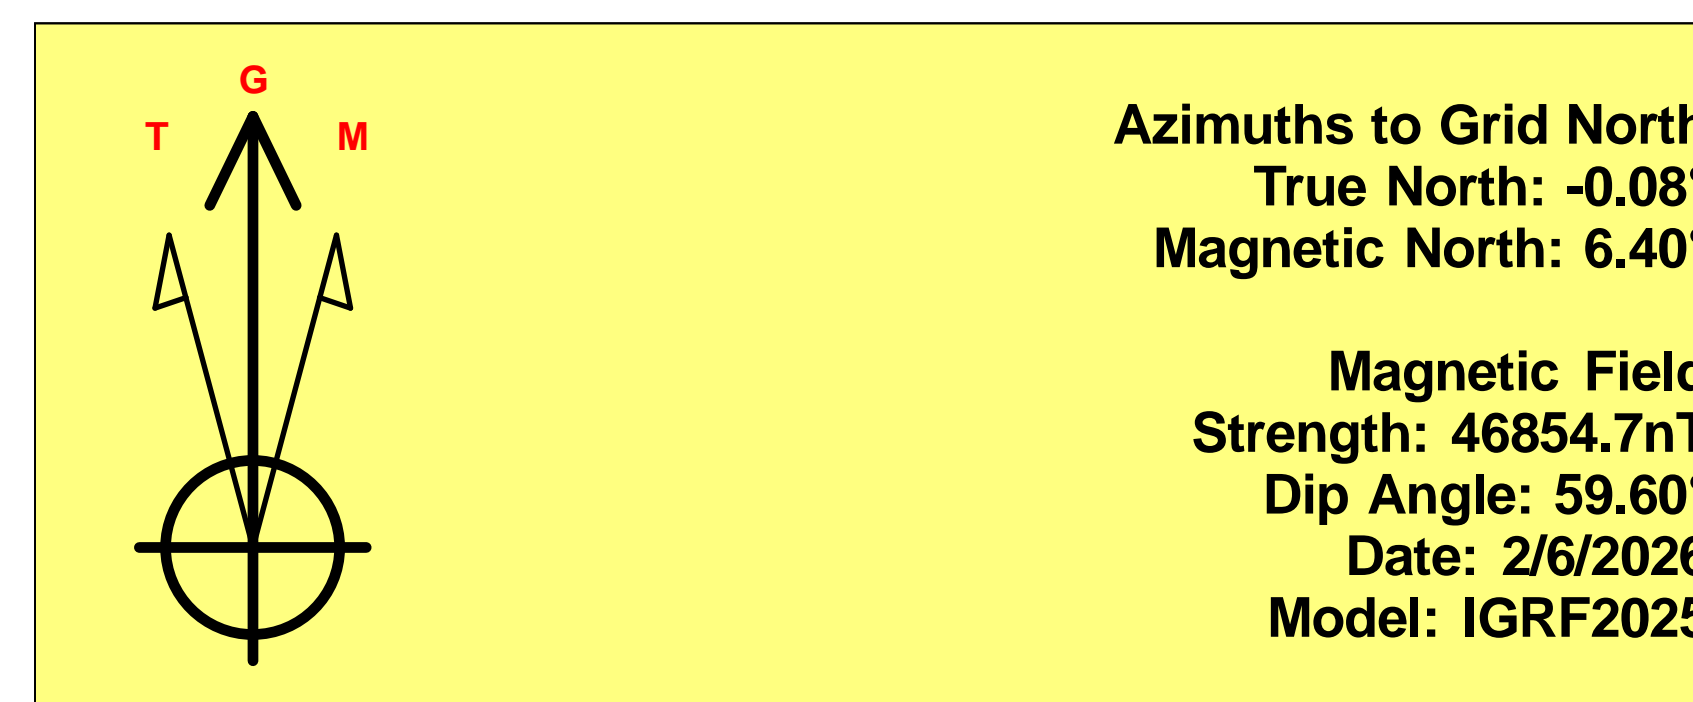 G
T M
Azimuths to Grid North
True North: -0.08°
Magnetic North: 6.40°
Magnetic Field
Strength: 46854.7nT
Dip Angle: 59.60°
Date: 2/6/2026
Model: IGRF2025